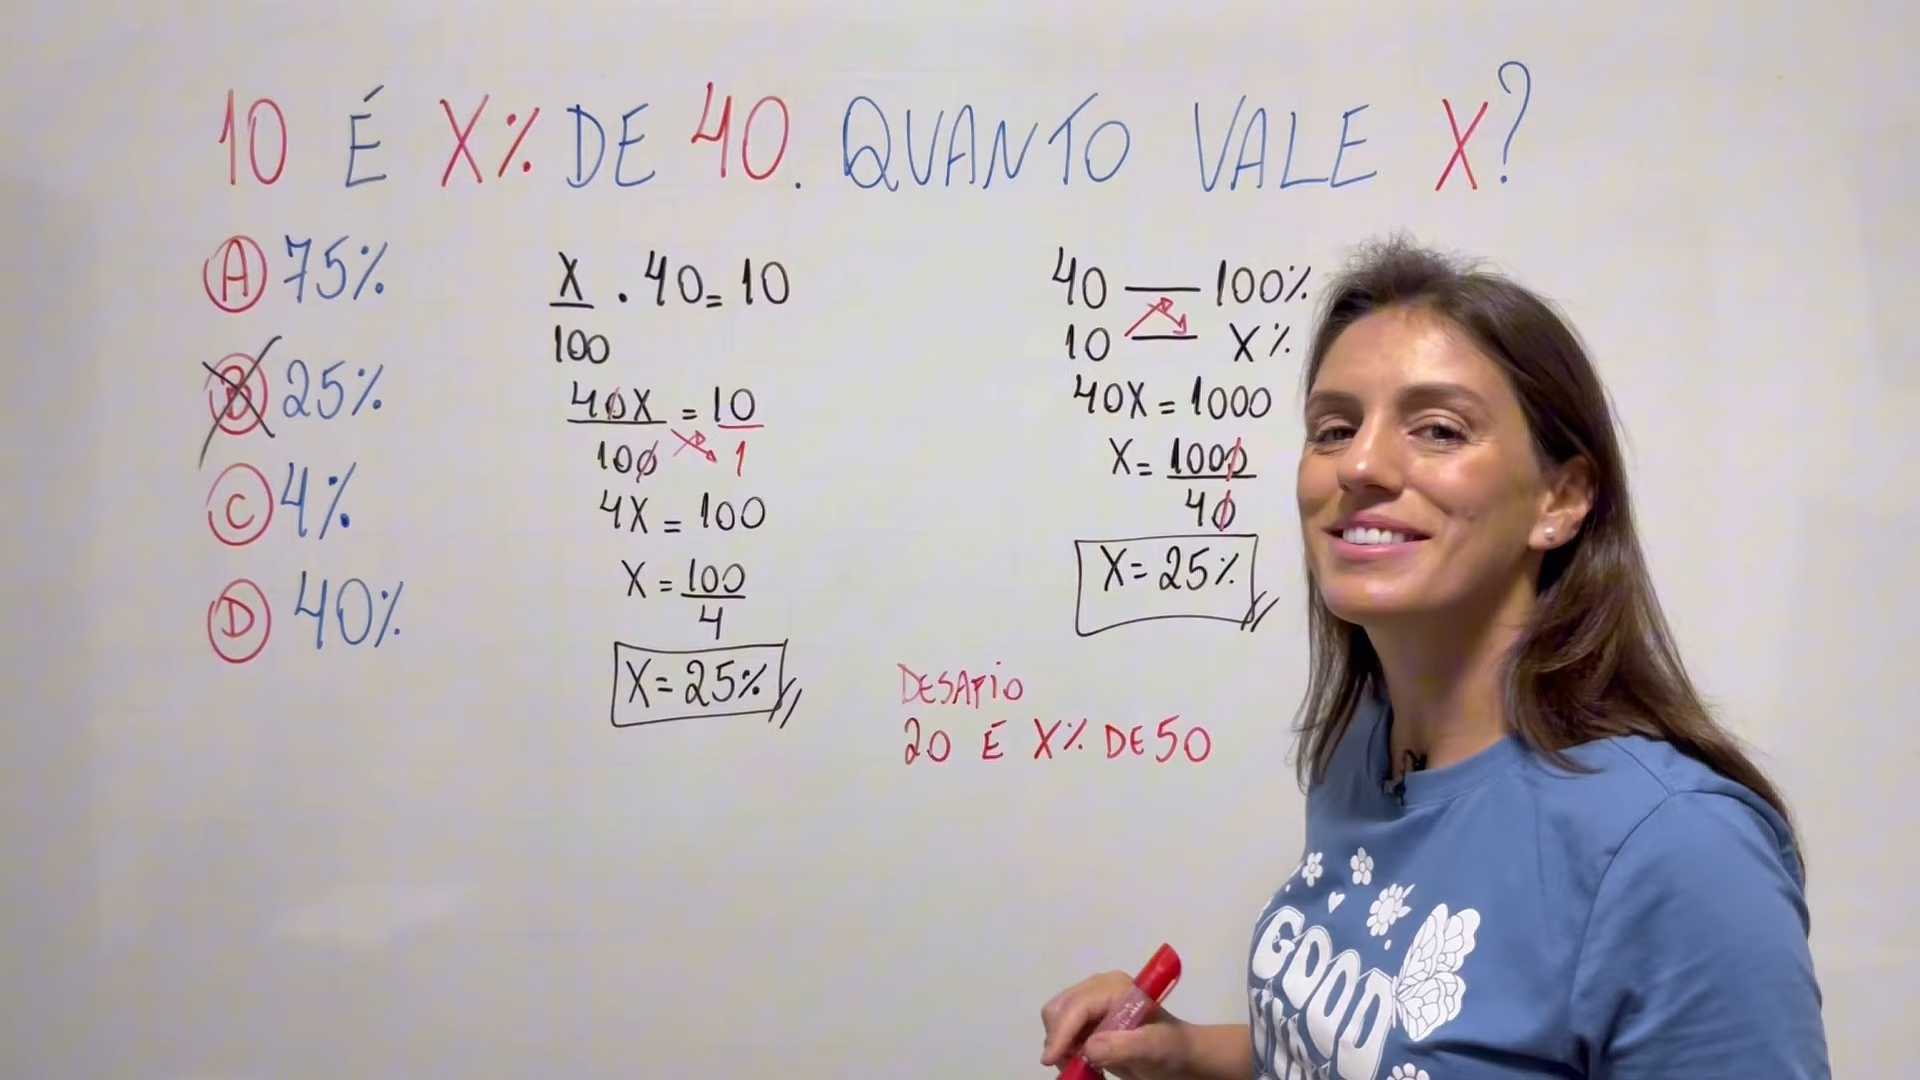 10 É X% DE 40. QUANTO VALE X?
A 75%
B 25%
C 4%
D 40%
X/100 . 40 = 10
40X/100 = 10/1
4X = 100
X = 100/4
X = 25%
40 — 100%
10 — X%
40X = 1000
X = 1000/40
X = 25%
DESAFIO
20 É X% DE 50
GOOD